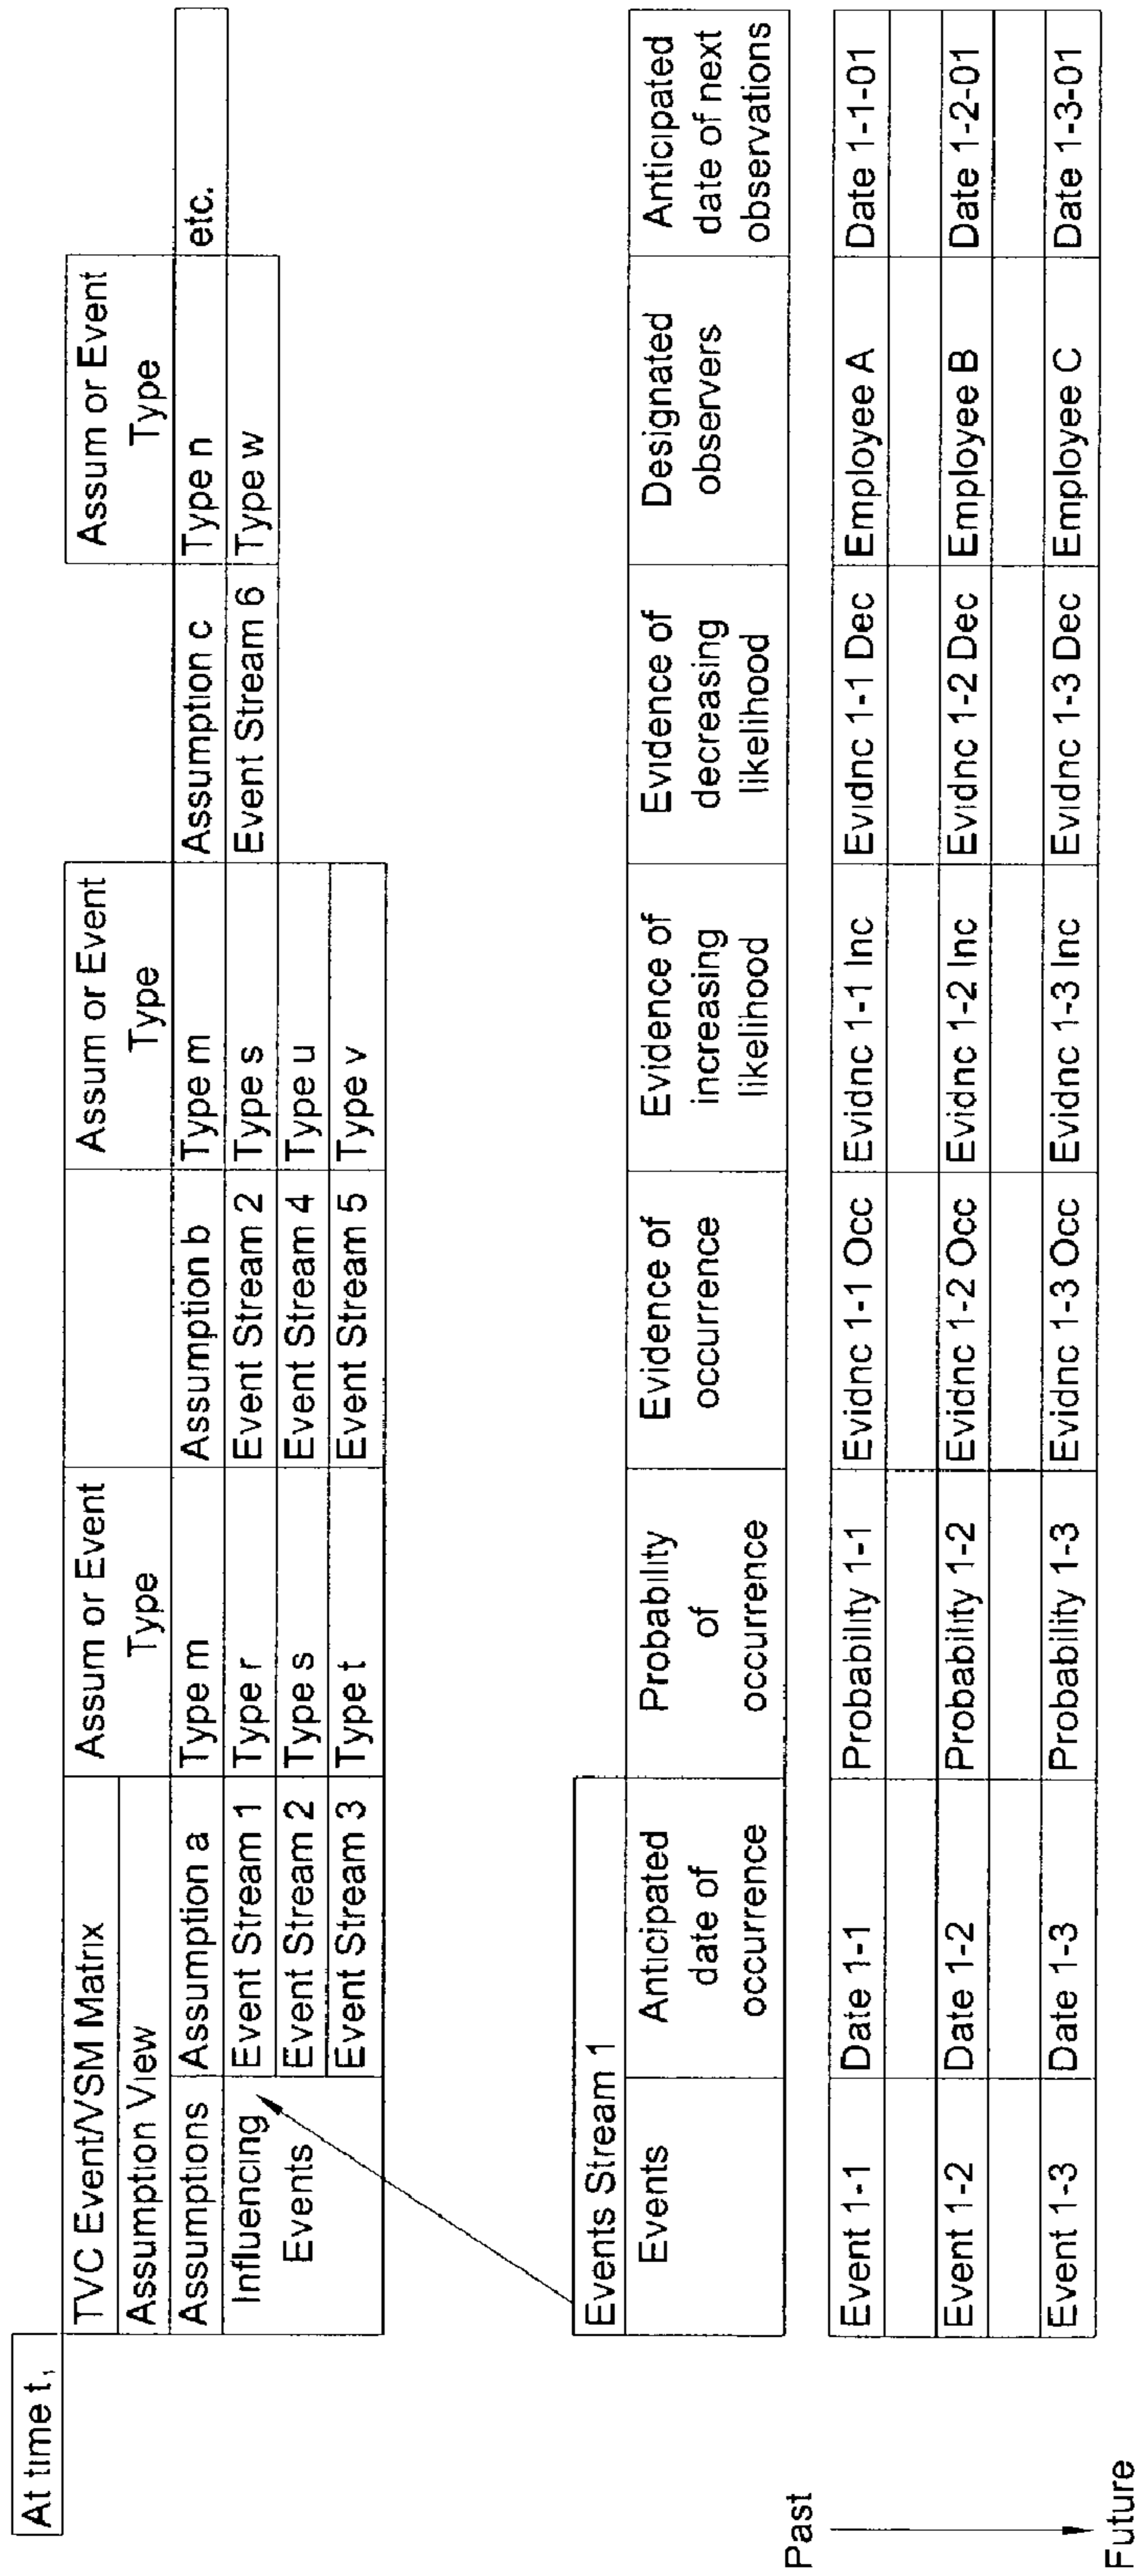 At time t,
TVC Event/VSM Matrix
Assum or Event Type
Assum or Event Type
Assum or Event Type
Assumption View
Assumptions Assumption a Type m Assumption b Type m Assumption c Type n etc.
Influencing Events
Event Stream 1 Type r Event Stream 2 Type s Event Stream 6 Type w
Event Stream 2 Type s Event Stream 4 Type u
Event Stream 3 Type t Event Stream 5 Type v
Events Stream 1
Events
Anticipated date of occurrence
Probability of occurrence
Evidence of occurrence
Evidence of increasing likelihood
Evidence of decreasing likelihood
Designated observers
Anticipated date of next observations
Past
Event 1-1 Date 1-1 Probability 1-1 Evidnc 1-1 Occ Evidnc 1-1 Inc Evidnc 1-1 Dec Employee A Date 1-1-01
Event 1-2 Date 1-2 Probability 1-2 Evidnc 1-2 Occ Evidnc 1-2 Inc Evidnc 1-2 Dec Employee B Date 1-2-01
Event 1-3 Date 1-3 Probability 1-3 Evidnc 1-3 Occ Evidnc 1-3 Inc Evidnc 1-3 Dec Employee C Date 1-3-01
Future